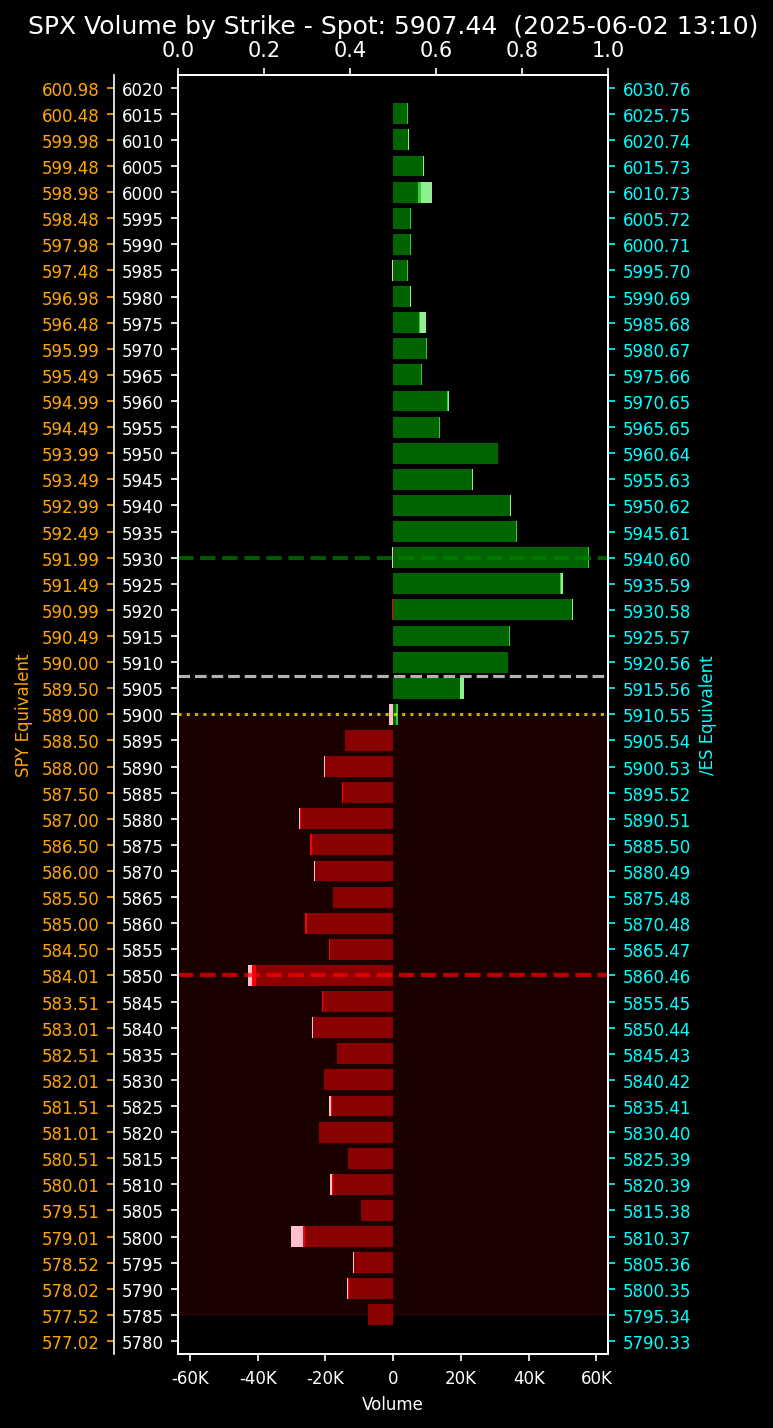 SPX Volume by Strike - Spot: 5907.44 (2025-06-02 13:10)
0.0 0.2 0.4 0.6 0.8 1.0
600.98 6020 6030.76
600.48 6015 6025.75
599.98 6010 6020.74
599.48 6005 6015.73
598.98 6000 6010.73
598.48 5995 6005.72
597.98 5990 6000.71
597.48 5985 5995.70
596.98 5980 5990.69
596.48 5975 5985.68
595.99 5970 5980.67
595.49 5965 5975.66
594.99 5960 5970.65
594.49 5955 5965.65
593.99 5950 5960.64
593.49 5945 5955.63
592.99 5940 5950.62
592.49 5935 5945.61
591.99 5930 5940.60
591.49 5925 5935.59
590.99 5920 5930.58
590.49 5915 5925.57
590.00 5910 5920.56
589.50 5905 5915.56
589.00 5900 5910.55
588.50 5895 5905.54
588.00 5890 5900.53
587.50 5885 5895.52
587.00 5880 5890.51
586.50 5875 5885.50
586.00 5870 5880.49
585.50 5865 5875.48
585.00 5860 5870.48
584.50 5855 5865.47
584.01 5850 5860.46
583.51 5845 5855.45
583.01 5840 5850.44
582.51 5835 5845.43
582.01 5830 5840.42
581.51 5825 5835.41
581.01 5820 5830.40
580.51 5815 5825.39
580.01 5810 5820.39
579.51 5805 5815.38
579.01 5800 5810.37
578.52 5795 5805.36
578.02 5790 5800.35
577.52 5785 5795.34
577.02 5780 5790.33
SPY Equivalent
/ES Equivalent
-60K -40K -20K 0 20K 40K 60K
Volume